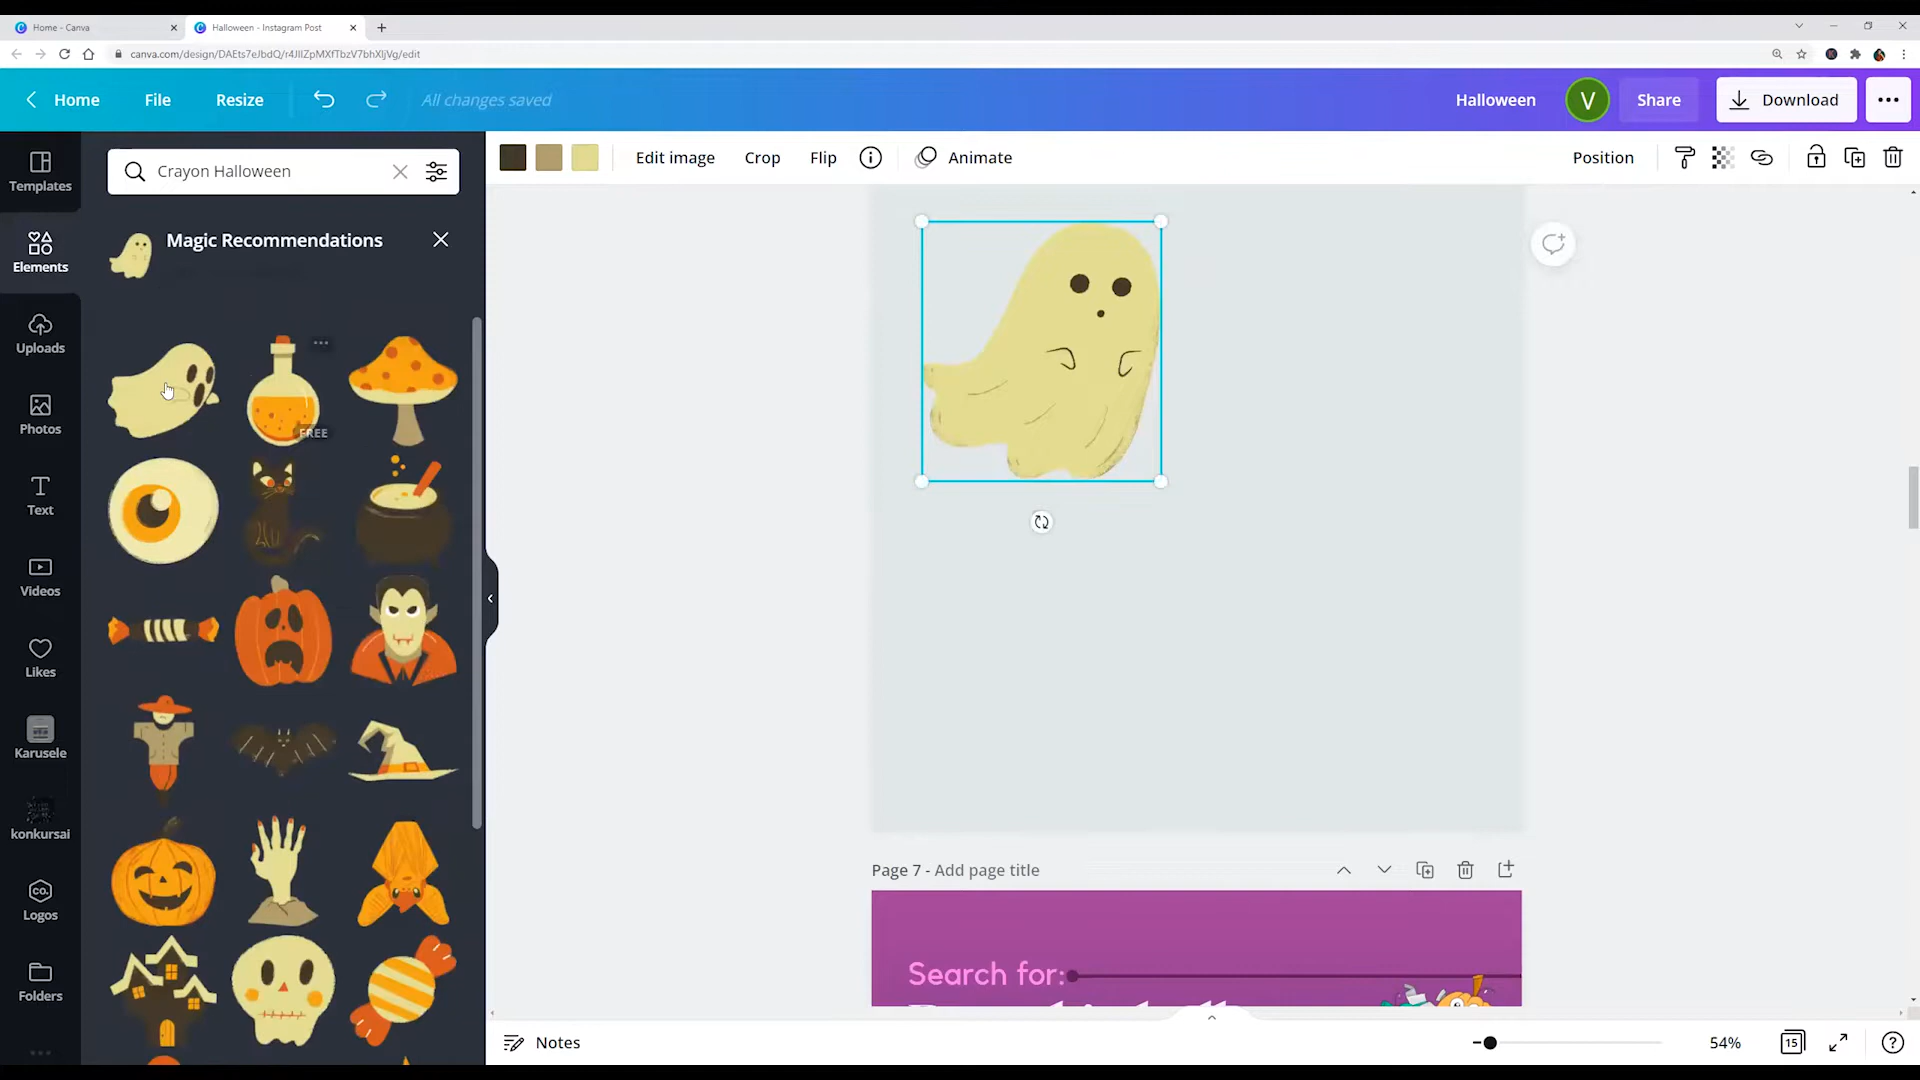 Home - Canva
Halloween - Instagram Post
canva.com/design/DAEts7eJbdQ/r4JIlZpMXfTbzV7bhXljVg/edit
Home File Resize All changes saved Halloween V Share Download
Templates
Elements
Uploads
Photos
Text
Videos
Likes
Karusele
konkursai
CO.
Logos
Folders
Crayon Halloween
Magic Recommendations
FREE
Edit image Crop Flip Animate Position
Page 7 - Add page title
Search for:
Notes 54% 15